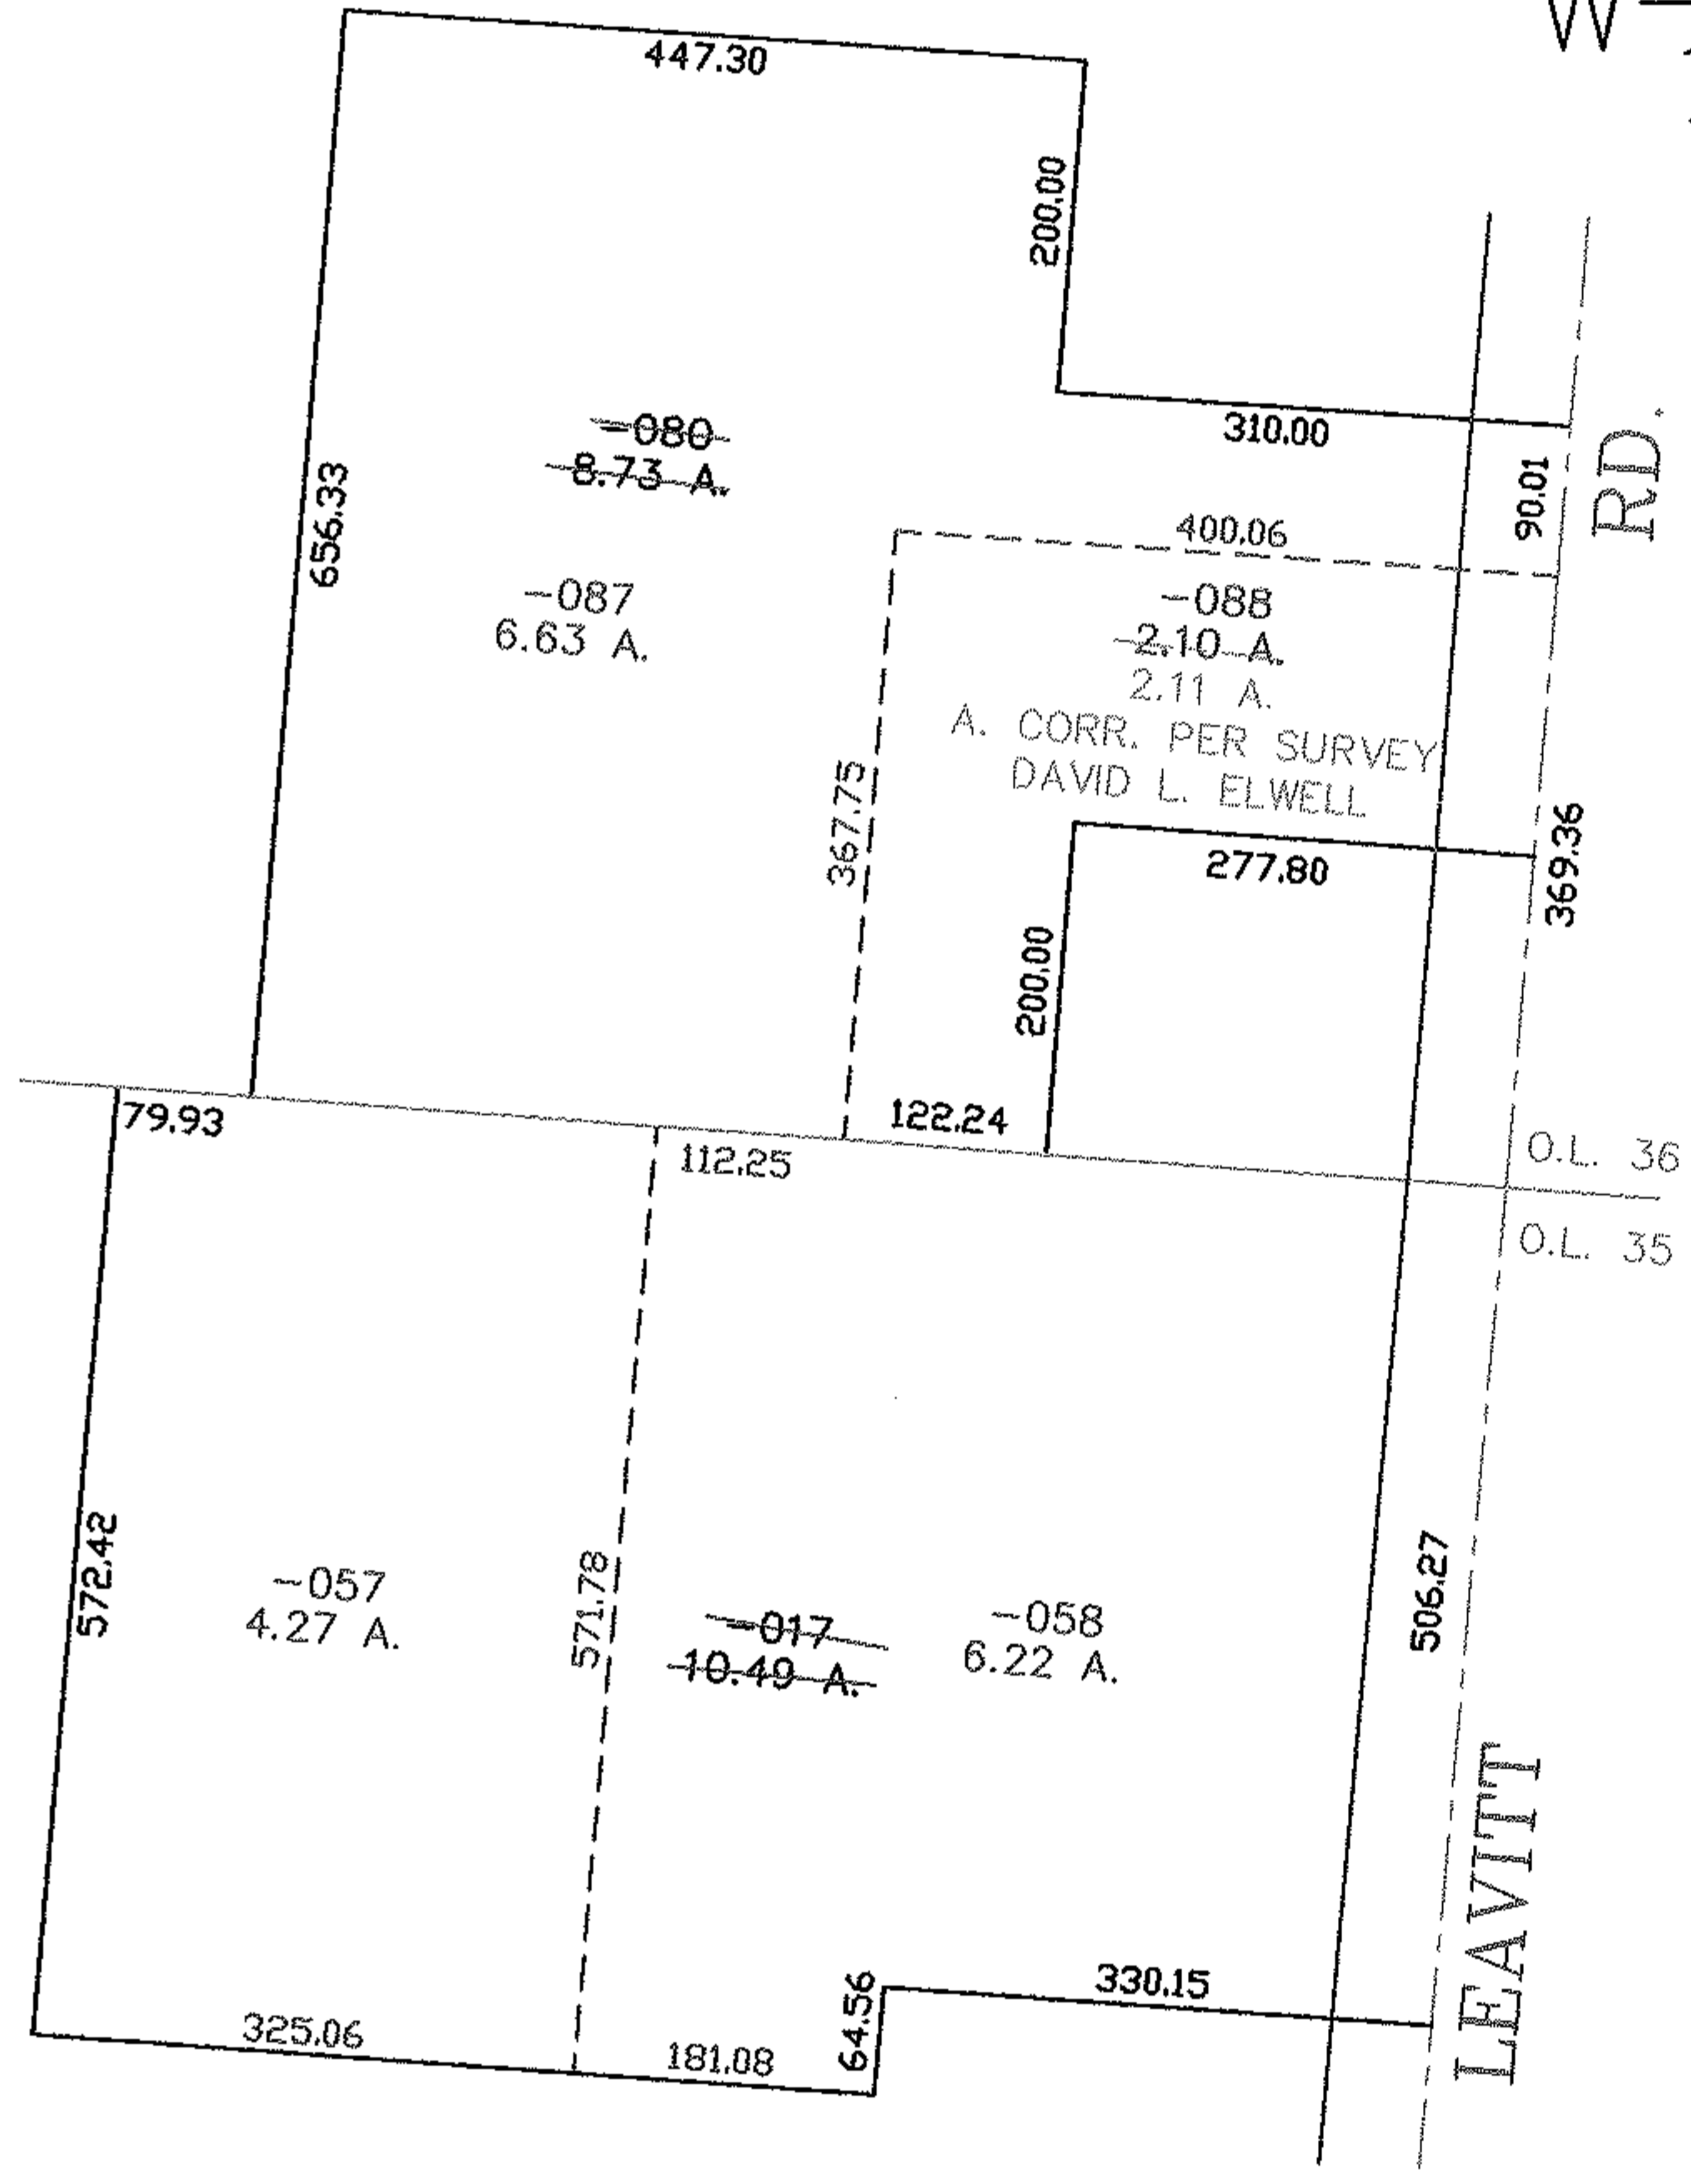 W
447.30
200.00
310.00
RD.
90.01
-080
8.73 A.
656.33
400.06
-087
6.63 A.
-088
2.10 A.
2.11 A.
A. CORR. PER SURVEY
DAVID L. ELWELL
367.75
277.80
369.36
200.00
79.93
122.24
112.25
O.L. 36
O.L. 35
572.42
-057
4.27 A.
571.78
-017
10.49 A.
-058
6.22 A.
506.27
LEAVITT
64.56
330.15
325.06
181.08